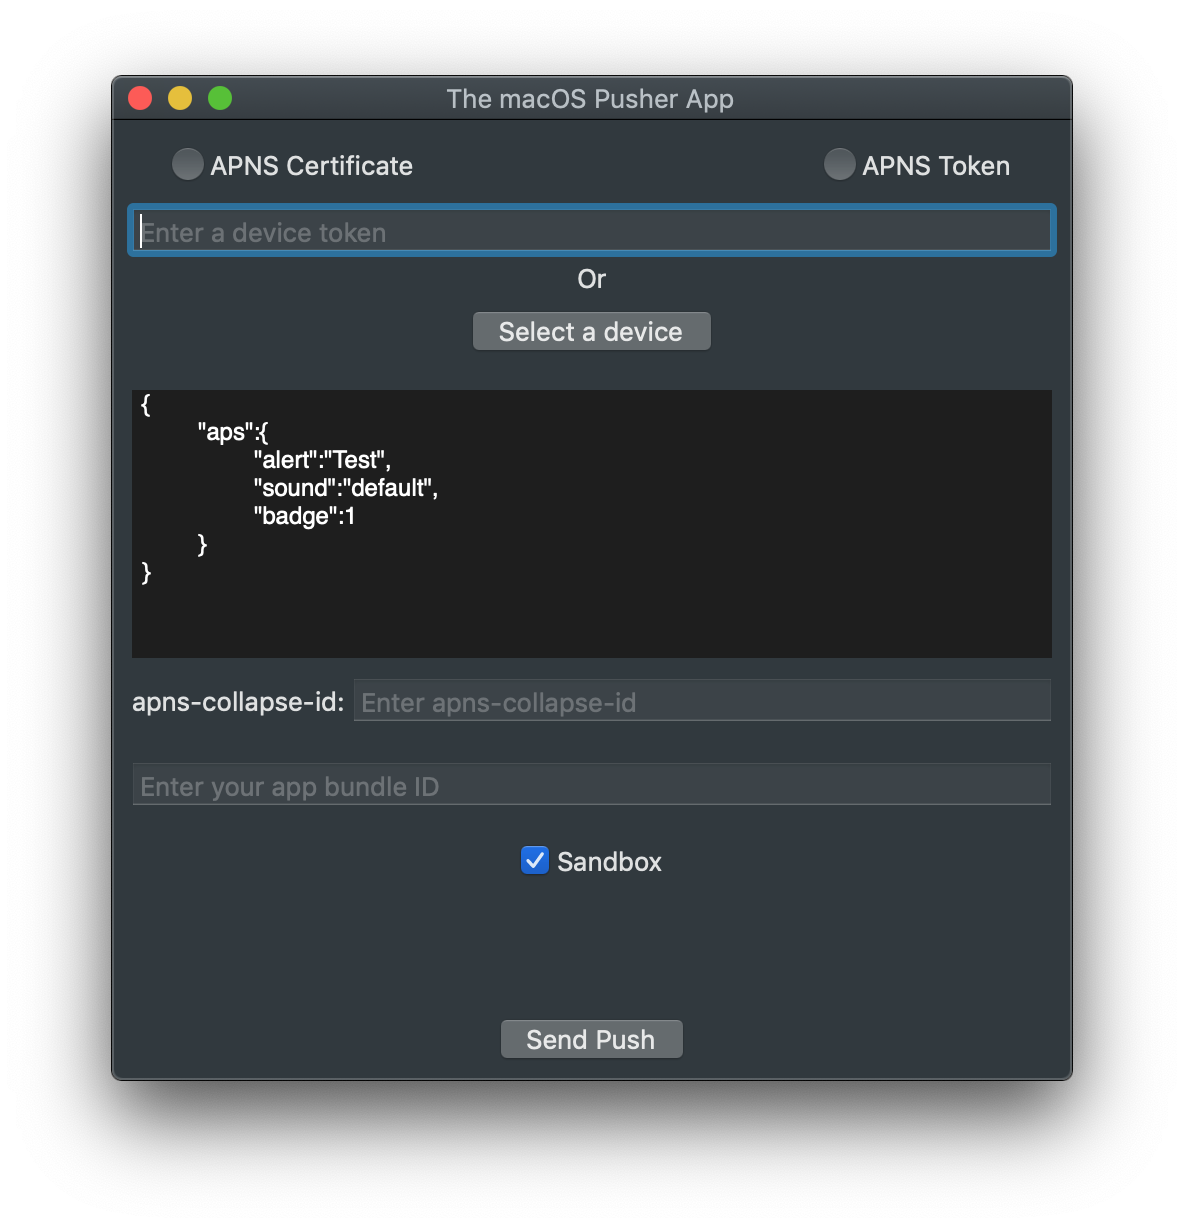 The macOS Pusher App
APNS Certificate
APNS Token
Enter a device token
Or
Select a device
{
"aps":{
"alert":"Test",
"sound":"default",
"badge":1
}
}
apns-collapse-id:
Enter apns-collapse-id
Enter your app bundle ID
Sandbox
Send Push